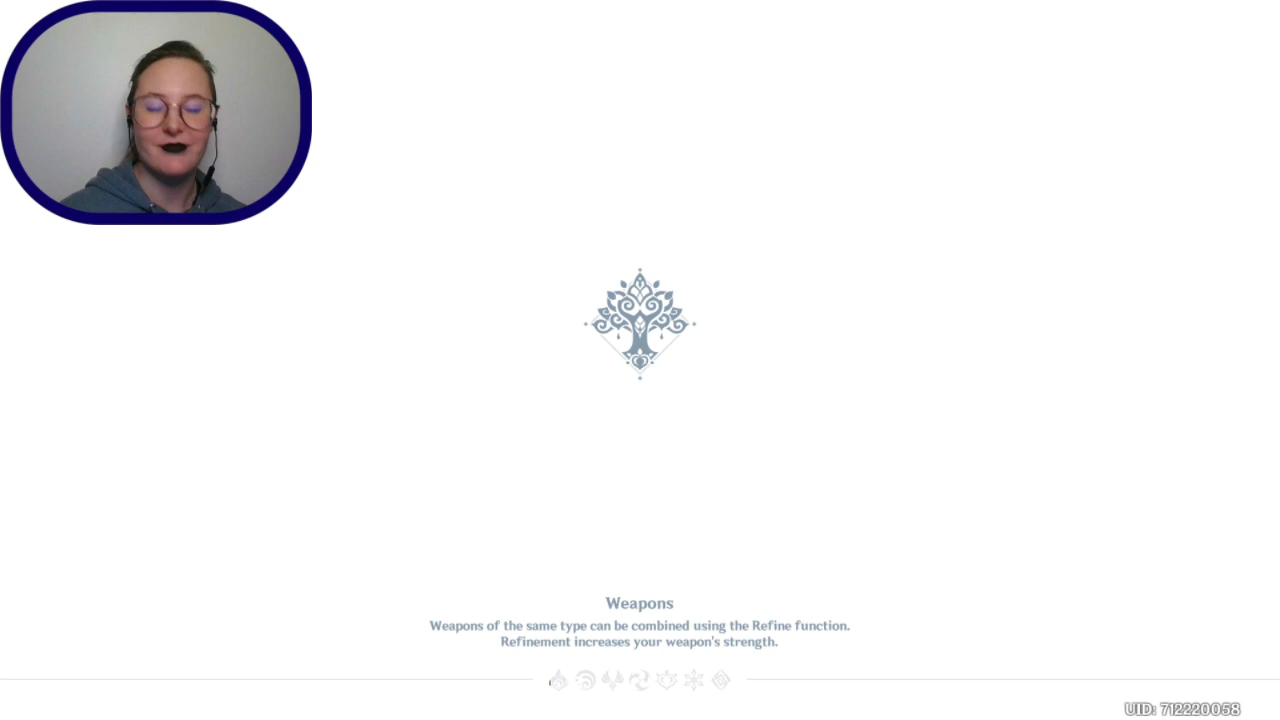 Weapons
Weapons of the same type can be combined using the Refine function.
Refinement increases your weapon's strength.
UID: 712220058